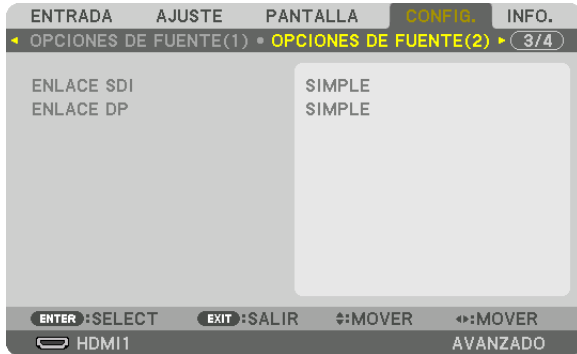 ENTRADA AJUSTE PANTALLA CONFIG. INFO.
◂ OPCIONES DE FUENTE(1) • OPCIONES DE FUENTE(2) ▸ 3/4
ENLACE SDI SIMPLE
ENLACE DP SIMPLE
ENTER :SELECT EXIT :SALIR ♦:MOVER ◂▸:MOVER
HDMI1 AVANZADO